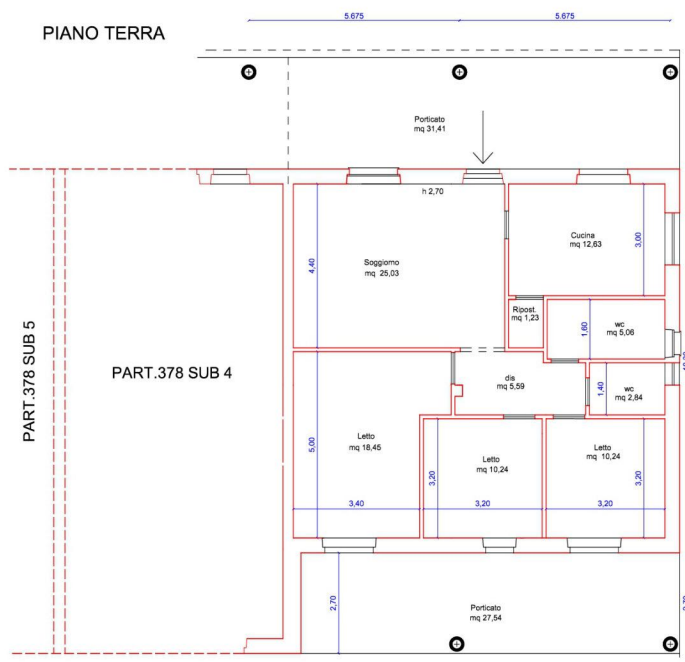 5.675
5.675
PIANO TERRA
Porticato
mq 31,41
h 2,70
Soggiorno
mq 25,03
4,40
Cucina
mq 12,63
3,00
Ripost.
mq 1,23
1,60
wc
mq 5,06
dis
mq 5,59
1,40
wc
mq 2,84
PART.378 SUB 5
PART.378 SUB 4
5,00
Letto
mq 18,45
3,40
3,20
Letto
mq 10,24
3,20
Letto
mq 10,24
3,20
3,20
2,70
Porticato
mq 27,54